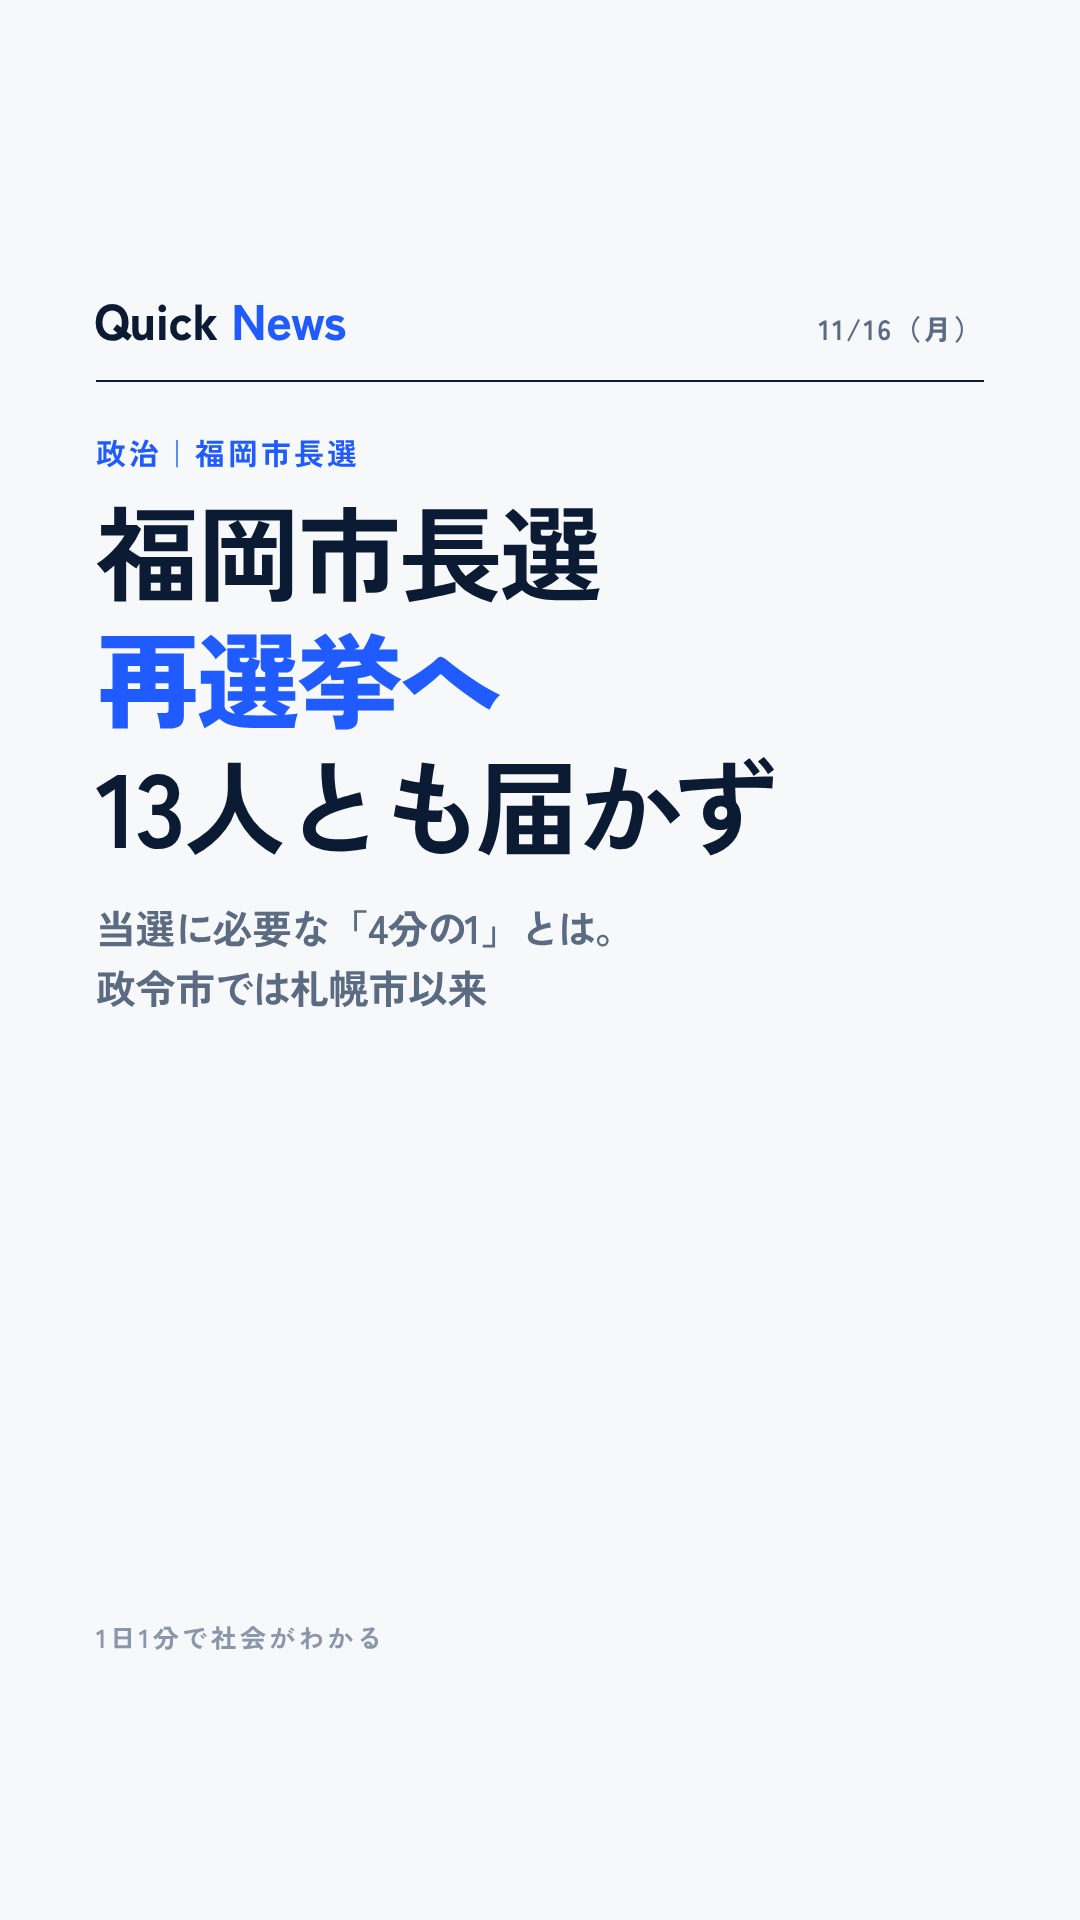 Quick News
11/16（月）
政治｜福岡市長選
福岡市長選
再選挙へ
13人とも届かず
当選に必要な「4分の1」とは。
政令市では札幌市以来
1日1分で社会がわかる